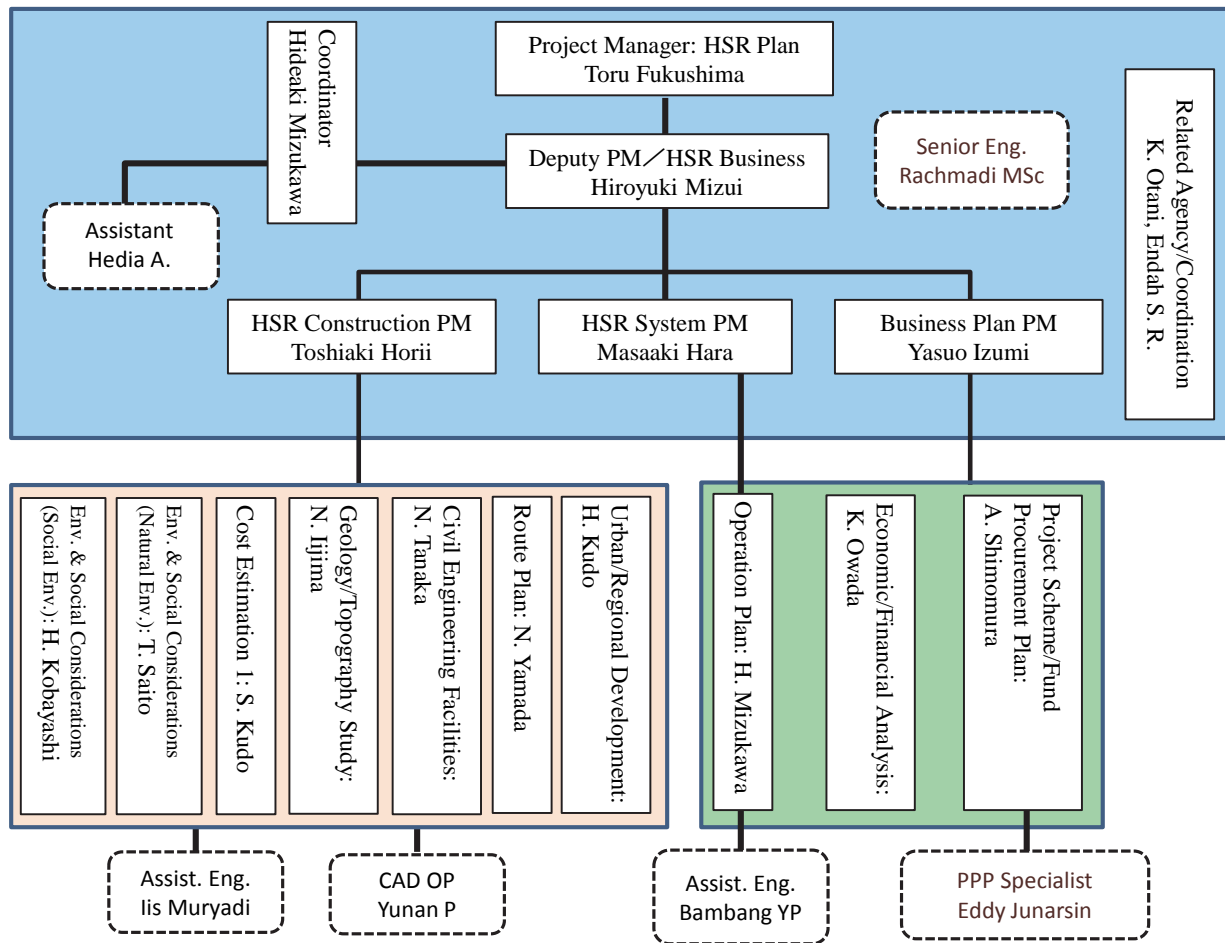 Project Manager: HSR Plan
Toru Fukushima
Coordinator
Hideaki Mizukawa
Deputy PM／HSR Business
Hiroyuki Mizui
Senior Eng.
Rachmadi MSc
Related Agency/Coordination
K. Otani, Endah S. R.
Assistant
Hedia A.
HSR Construction PM
Toshiaki Horii
HSR System PM
Masaaki Hara
Business Plan PM
Yasuo Izumi
Env. & Social Considerations
(Social Env.): H. Kobayashi
Env. & Social Considerations
(Natural Env.): T. Saito
Cost Estimation 1: S. Kudo
Geology/Topography Study:
N. Iijima
Civil Engineering Facilities:
N. Tanaka
Route Plan: N. Yamada
Urban/Regional Development:
H. Kudo
Operation Plan: H. Mizukawa
Economic/Financial Analysis:
K. Owada
Project Scheme/Fund
Procurement Plan:
A. Shimomura
Assist. Eng.
Iis Muryadi
CAD OP
Yunan P
Assist. Eng.
Bambang YP
PPP Specialist
Eddy Junarsin